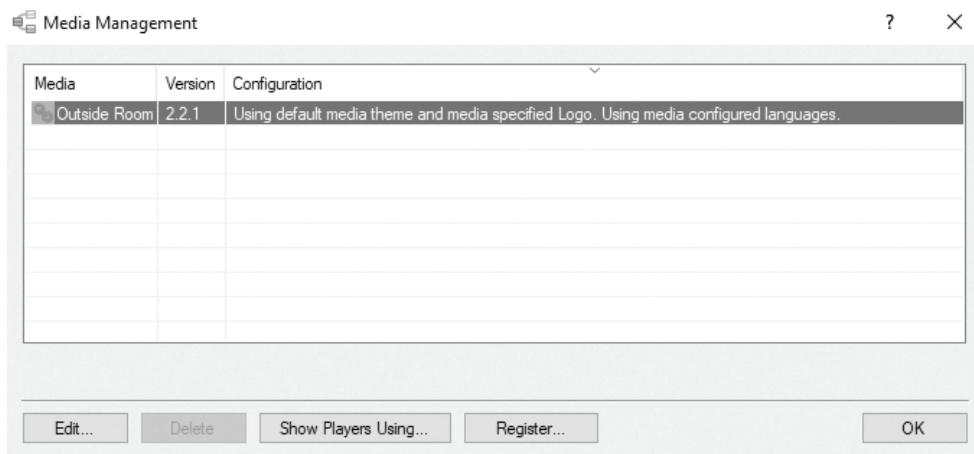 Media Management
?
Media Version Configuration
Outside Room 2.2.1 Using default media theme and media specified Logo. Using media configured languages.
Edit... Delete Show Players Using... Register... OK